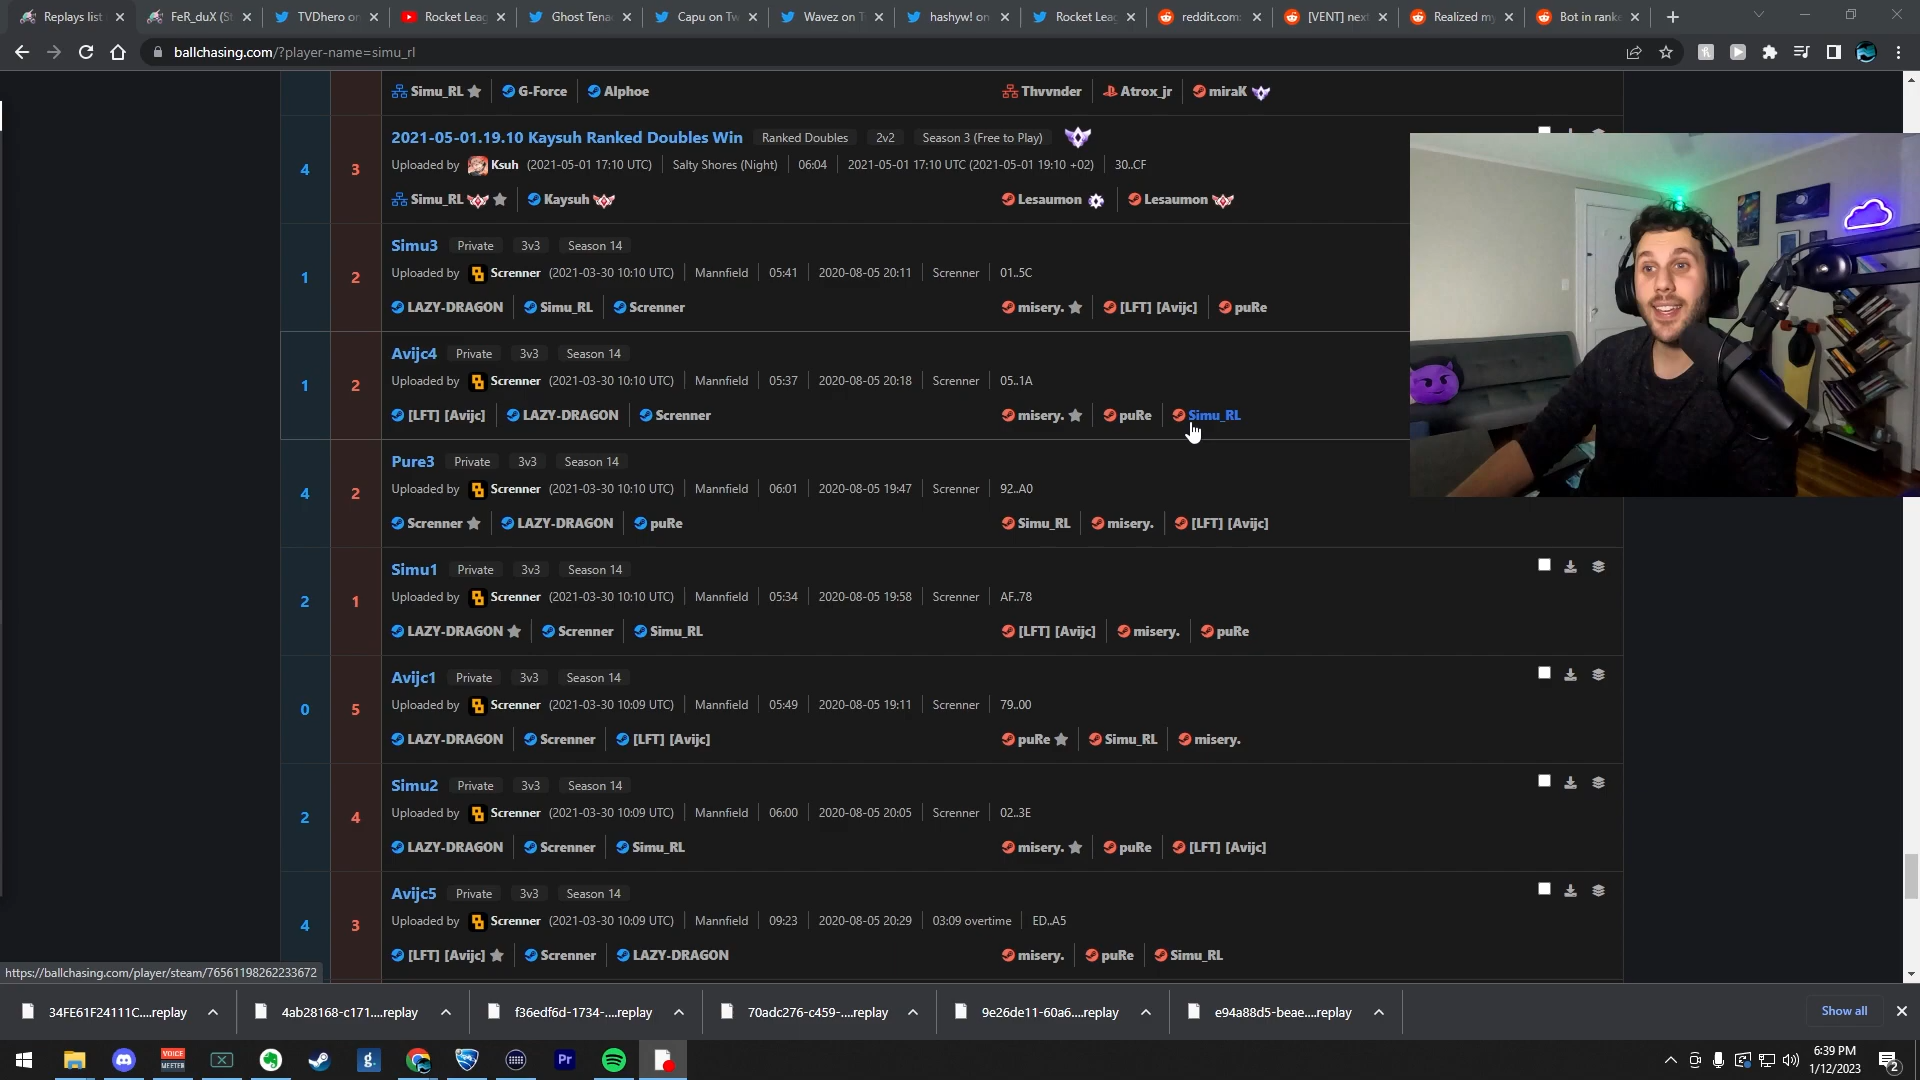 Replays list
FeR_duX (St
TVDhero on
Rocket Leag
Ghost Tena
Capu on Tw
Wavez on T
hashyw! on
Rocket Leag
reddit.com:
[VENT] next
Realized my
Bot in ranke
ballchasing.com/?player-name=simu_rl
Simu_RL G-Force Alphoe Thvvnder Atrox_jr miraK
2021-05-01.19.10 Kaysuh Ranked Doubles Win Ranked Doubles 2v2 Season 3 (Free to Play)
4 3 Uploaded by Ksuh (2021-05-01 17:10 UTC) Salty Shores (Night) 06:04 2021-05-01 17:10 UTC (2021-05-01 19:10 +02) 30..CF
Simu_RL Kaysuh Lesaumon Lesaumon
Simu3 Private 3v3 Season 14
1 2 Uploaded by Screnner (2021-03-30 10:10 UTC) Mannfield 05:41 2020-08-05 20:11 Screnner 01..5C
LAZY-DRAGON Simu_RL Screnner misery. [LFT] [Avijc] puRe
Avijc4 Private 3v3 Season 14
1 2 Uploaded by Screnner (2021-03-30 10:10 UTC) Mannfield 05:37 2020-08-05 20:18 Screnner 05..1A
[LFT] [Avijc] LAZY-DRAGON Screnner misery. puRe Simu_RL
Pure3 Private 3v3 Season 14
4 2 Uploaded by Screnner (2021-03-30 10:10 UTC) Mannfield 06:01 2020-08-05 19:47 Screnner 92..A0
Screnner LAZY-DRAGON puRe Simu_RL misery. [LFT] [Avijc]
Simu1 Private 3v3 Season 14
2 1 Uploaded by Screnner (2021-03-30 10:10 UTC) Mannfield 05:34 2020-08-05 19:58 Screnner AF..78
LAZY-DRAGON Screnner Simu_RL [LFT] [Avijc] misery. puRe
Avijc1 Private 3v3 Season 14
0 5 Uploaded by Screnner (2021-03-30 10:09 UTC) Mannfield 05:49 2020-08-05 19:11 Screnner 79..00
LAZY-DRAGON Screnner [LFT] [Avijc] puRe Simu_RL misery.
Simu2 Private 3v3 Season 14
2 4 Uploaded by Screnner (2021-03-30 10:09 UTC) Mannfield 06:00 2020-08-05 20:05 Screnner 02..3E
LAZY-DRAGON Screnner Simu_RL misery. puRe [LFT] [Avijc]
Avijc5 Private 3v3 Season 14
4 3 Uploaded by Screnner (2021-03-30 10:09 UTC) Mannfield 09:23 2020-08-05 20:29 03:09 overtime ED..A5
[LFT] [Avijc] Screnner LAZY-DRAGON misery. puRe Simu_RL
https://ballchasing.com/player/steam/76561198262233672
34FE61F24111C....replay
4ab28168-c171....replay
f36edf6d-1734-....replay
70adc276-c459-....replay
9e26de11-60a6....replay
e94a88d5-beae....replay
Show all
VOICE
MEETER
g.
Pr
6:39 PM
1/12/2023
2